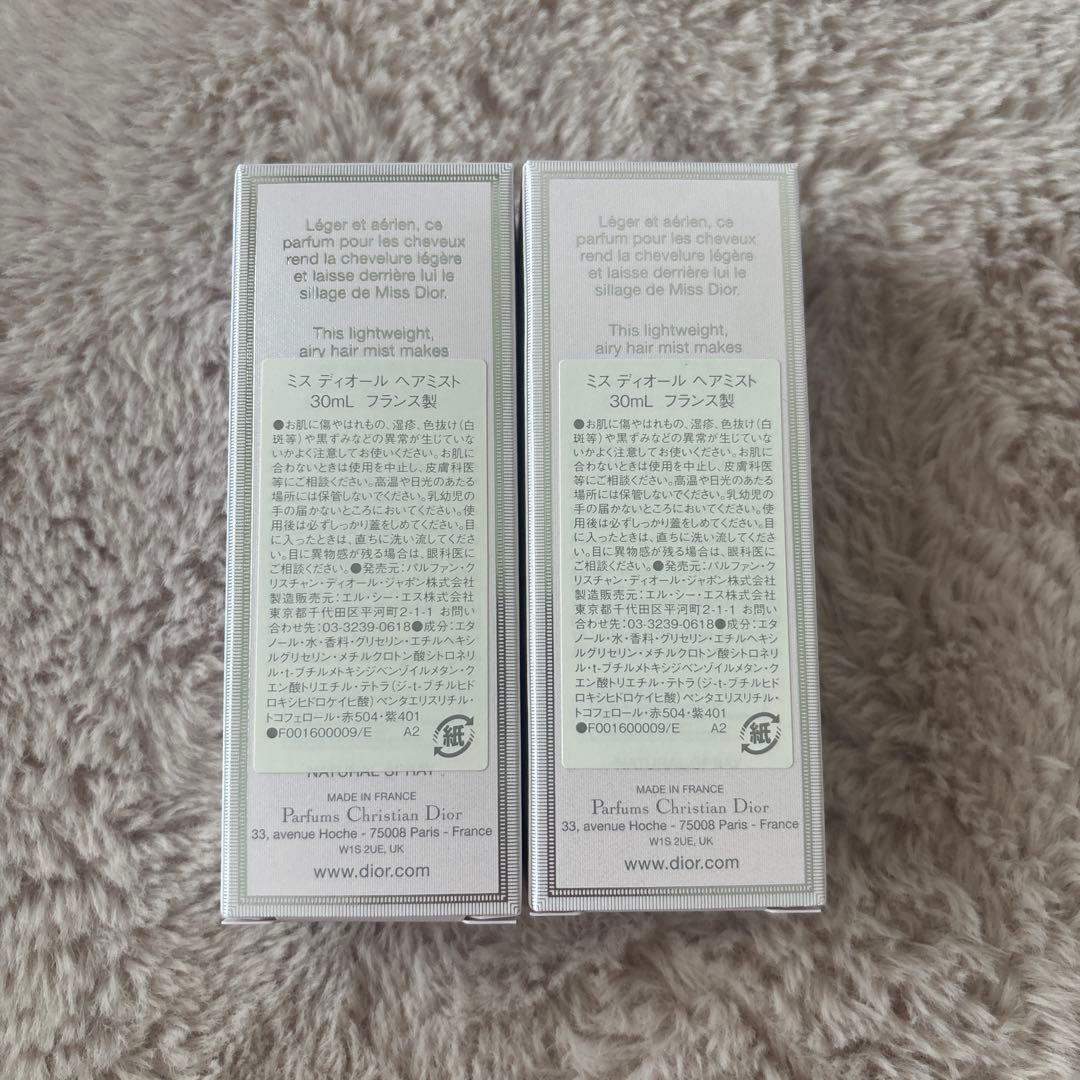 Léger et aérien, ce
parfum pour les cheveux
rend la chevelure légère
et laisse derrière lui le
sillage de Miss Dior.
This lightweight,
airy hair mist makes
ミス ディオール ヘアミスト
30mL フランス製
●お肌に傷やはれもの、湿疹、色抜け(白
斑等)や黒ずみなどの異常が生じていな
いかよく注意してお使いください。お肌に
合わないときは使用を中止し、皮膚科医
等にご相談ください。高温や日光のあたる
場所には保管しないでください。乳幼児の
手の届かないところにおいてください。使
用後は必ずしっかり蓋をしめてください。目
に入ったときは、直ちに洗い流してください
。目に異物感が残る場合は、眼科医にご
ご相談ください。●発売元:パルファン・ク
リスチャン・ディオール・ジャポン株式会社
製造販売元:エル・シー・エス株式会社
東京都千代田区平河町2-1-1 お問い
合わせ先:03-3239-0618●成分:エタ
ノール・水・香料・グリセリン・エチルヘキシ
ルグリセリン・メチルクロトン酸シトロネリ
ル・t-ブチルメトキシジベンゾイルメタン・ク
エン酸トリエチル・テトラ(ジ-t-ブチルヒド
ロキシヒドロケイヒ酸)ペンタエリスリチル・
トコフェロール・赤504・紫401
●F001600009/E A2
紙
NATURAL SPRAY
MADE IN FRANCE
Parfums Christian Dior
33, avenue Hoche - 75008 Paris - France
W1S 2UE, UK
www.dior.com
Léger et aérien, ce
parfum pour les cheveux
rend la chevelure légère
et laisse derrière lui le
sillage de Miss Dior.
This lightweight,
airy hair mist makes
ミス ディオール ヘアミスト
30mL フランス製
●お肌に傷やはれもの、湿疹、色抜け(白
斑等)や黒ずみなどの異常が生じていな
いかよく注意してお使いください。お肌に
合わないときは使用を中止し、皮膚科医
等にご相談ください。高温や日光のあたる
場所には保管しないでください。乳幼児の
手の届かないところにおいてください。使
用後は必ずしっかり蓋をしめてください。目
に入ったときは、直ちに洗い流してください
。目に異物感が残る場合は、眼科医に
ご相談ください。●発売元:パルファン・ク
リスチャン・ディオール・ジャポン株式会社
製造販売元:エル・シー・エス株式会社
東京都千代田区平河町2-1-1 お問い
合わせ先:03-3239-0618●成分:エタ
ノール・水・香料・グリセリン・エチルヘキシ
ルグリセリン・メチルクロトン酸シトロネリ
ル・t-ブチルメトキシジベンゾイルメタン・ク
エン酸トリエチル・テトラ(ジ-t-ブチルヒド
ロキシヒドロケイヒ酸)ペンタエリスリチル・
トコフェロール・赤504・紫401
●F001600009/E A2
紙
MADE IN FRANCE
Parfums Christian Dior
33, avenue Hoche - 75008 Paris - France
W1S 2UE, UK
www.dior.com